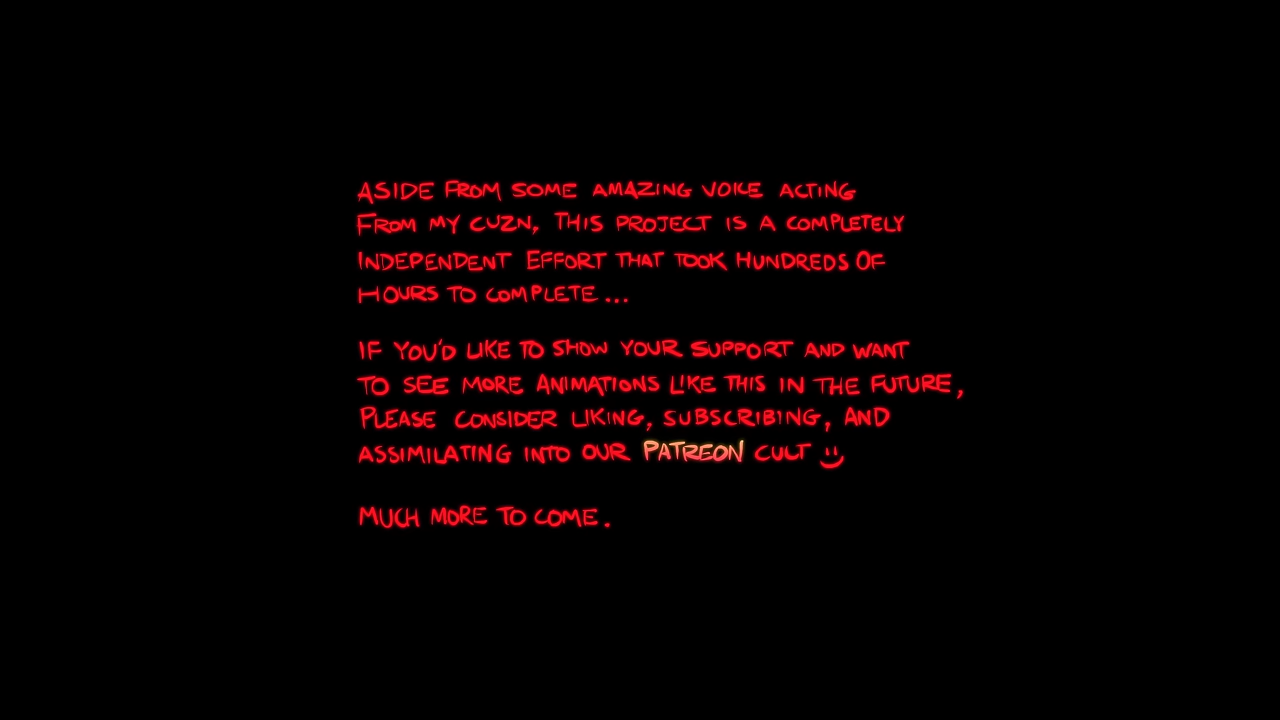 ASIDE FROM SOME AMAZING VOICE ACTING
FROM MY CUZN, THIS PROJECT IS A COMPLETELY
INDEPENDENT EFFORT THAT TOOK HUNDREDS OF
HOURS TO COMPLETE...
IF YOU'D LIKE TO SHOW YOUR SUPPORT AND WANT
TO SEE MORE ANIMATIONS LIKE THIS IN THE FUTURE,
PLEASE CONSIDER LIKING, SUBSCRIBING, AND
ASSIMILATING INTO OUR PATREON CULT
MUCH MORE TO COME.